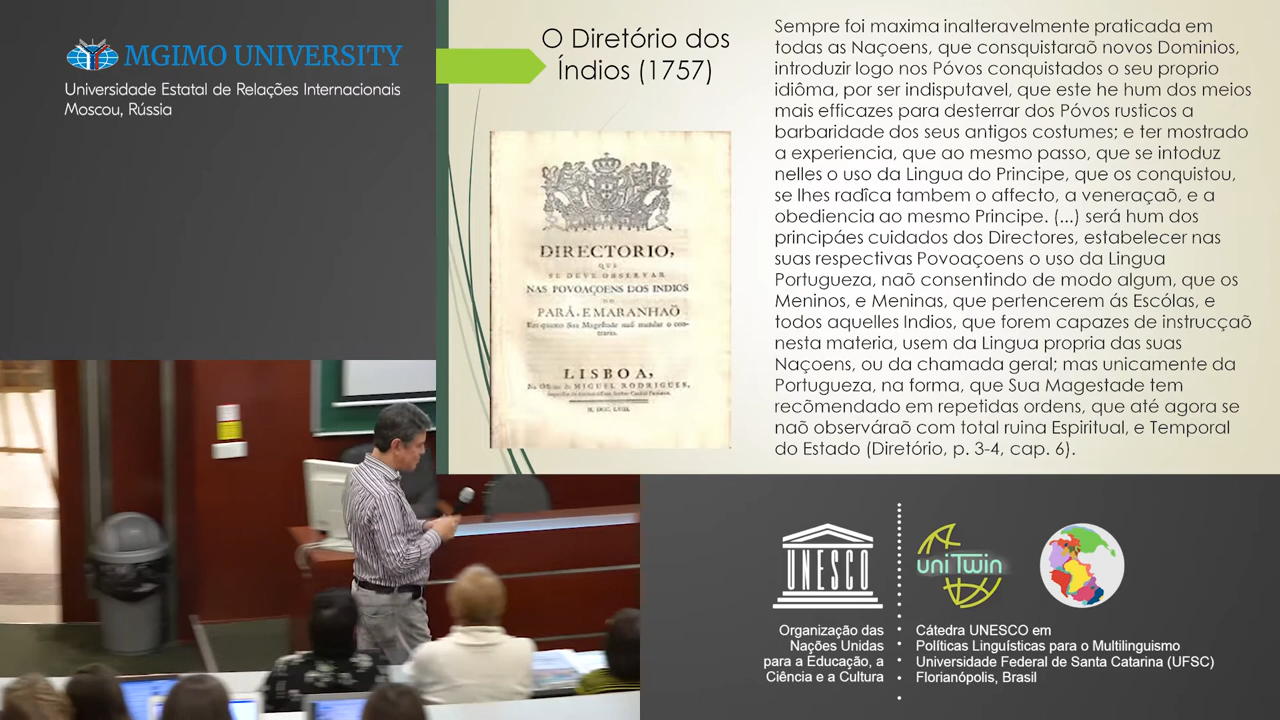 MGIMO UNIVERSITY
Universidade Estatal de Relações Internacionais
Moscou, Rússia
O Diretório dos
Índios (1757)
DIRECTORIO,
QUE
SE DEVE OBSERVAR
NAS POVOAÇOENS DOS INDIOS
DO
PARÁ, E MARANHAÕ
Em quanto Sua Magestade naõ mandar o con-
trario.
LISBOA,
Na Officina de MIGUEL RODRIGUES,
M. DCC. LVIII.
Sempre foi maxima inalteravelmente praticada em
todas as Naçoens, que consquistaraõ novos Dominios,
introduzir logo nos Póvos conquistados o seu proprio
idiôma, por ser indisputavel, que este he hum dos meios
mais efficazes para desterrar dos Póvos rusticos a
barbaridade dos seus antigos costumes; e ter mostrado
a experiencia, que ao mesmo passo, que se intoduz
nelles o uso da Lingua do Principe, que os conquistou,
se lhes radîca tambem o affecto, a veneraçaõ, e a
obediencia ao mesmo Principe. (...) será hum dos
principáes cuidados dos Directores, estabelecer nas
suas respectivas Povoaçoens o uso da Lingua
Portugueza, naõ consentindo de modo algum, que os
Meninos, e Meninas, que pertencerem ás Escólas, e
todos aquelles Indios, que forem capazes de instrucçaõ
nesta materia, usem da Lingua propria das suas
Naçoens, ou da chamada geral; mas unicamente da
Portugueza, na forma, que Sua Magestade tem
recõmendado em repetidas ordens, que até agora se
naõ observáraõ com total ruina Espiritual, e Temporal
do Estado (Diretório, p. 3-4, cap. 6).
UNESCO
uniTwin
Organização das
Nações Unidas
para a Educação, a
Ciência e a Cultura
Cátedra UNESCO em
Políticas Linguísticas para o Multilinguismo
Universidade Federal de Santa Catarina (UFSC)
Florianópolis, Brasil